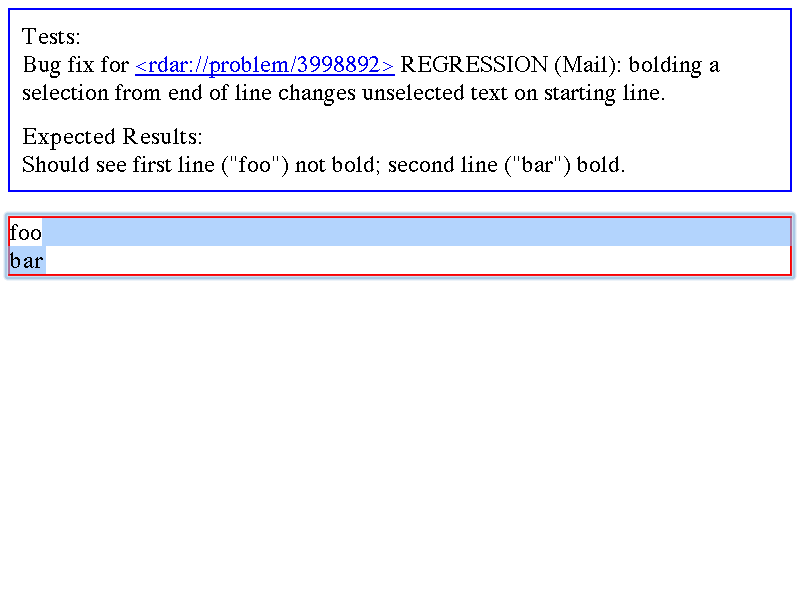 Tests:
Bug fix for <rdar://problem/3998892> REGRESSION (Mail): bolding a
selection from end of line changes unselected text on starting line.
Expected Results:
Should see first line ("foo") not bold; second line ("bar") bold.
foo
bar